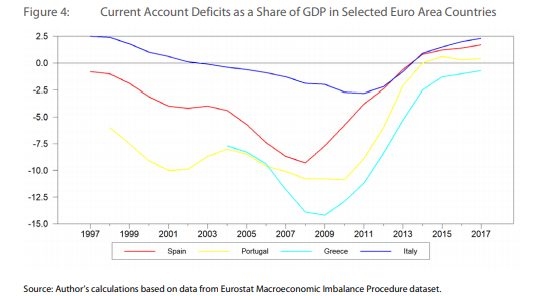 Figure 4: Current Account Deficits as a Share of GDP in Selected Euro Area Countries
2.5
0.0
-2.5
-5.0
-7.5
-10.0
-12.5
-15.0
1997 1999 2001 2003 2005 2007 2009 2011 2013 2015 2017
Spain Portugal Greece Italy
Source: Author's calculations based on data from Eurostat Macroeconomic Imbalance Procedure dataset.